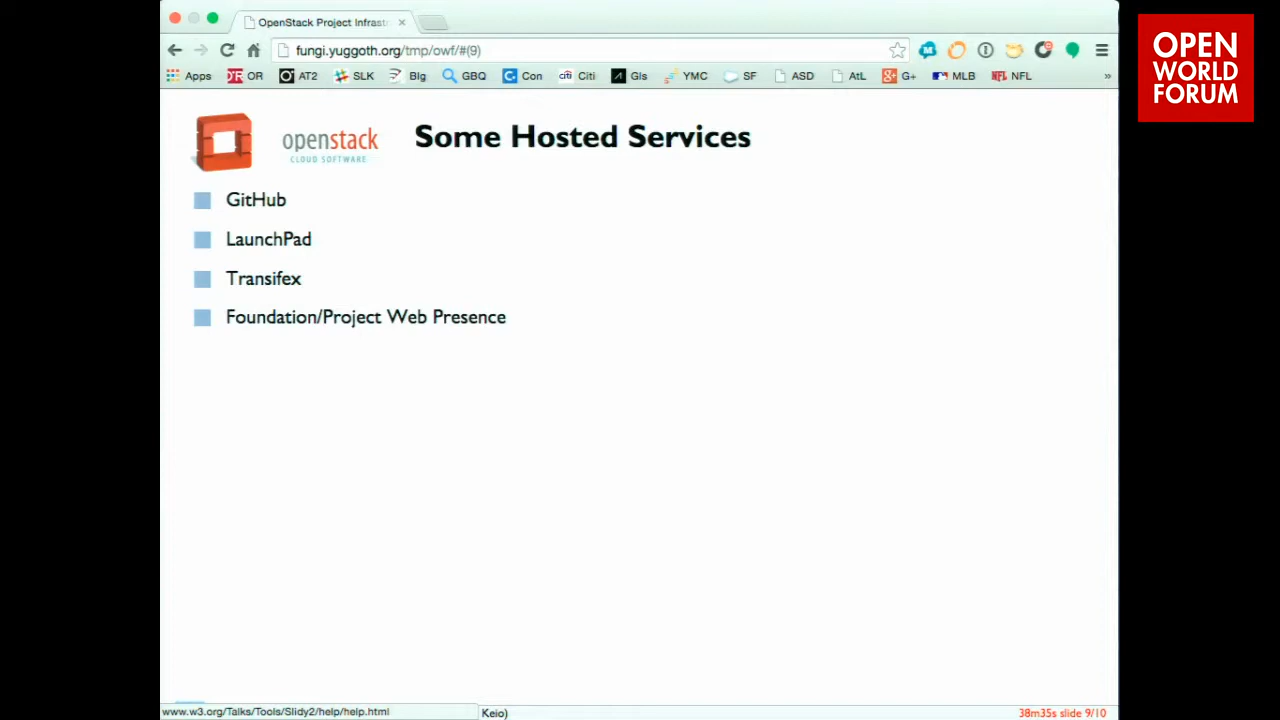 OpenStack Project Infrastr
fungi.yuggoth.org/tmp/owf/#(9)
Apps OR AT2 SLK Big GBQ Con citi Citi Gls YMC SF ASD AtL G+ MLB NFL »
OPEN
WORLD
FORUM
openstack
CLOUD SOFTWARE
Some Hosted Services
GitHub
LaunchPad
Transifex
Foundation/Project Web Presence
www.w3.org/Talks/Tools/Slidy2/help/help.html
Keio)
38m35s slide 9/10